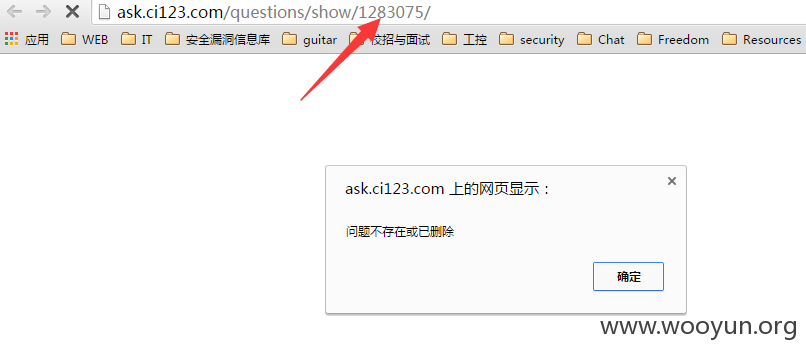 ask.ci123.com/questions/show/1283075/
应用 WEB IT 安全漏洞信息库 guitar 校招与面试 工控 security Chat Freedom Resources
ask.ci123.com 上的网页显示：
问题不存在或已删除
确定
www.wooyun.org